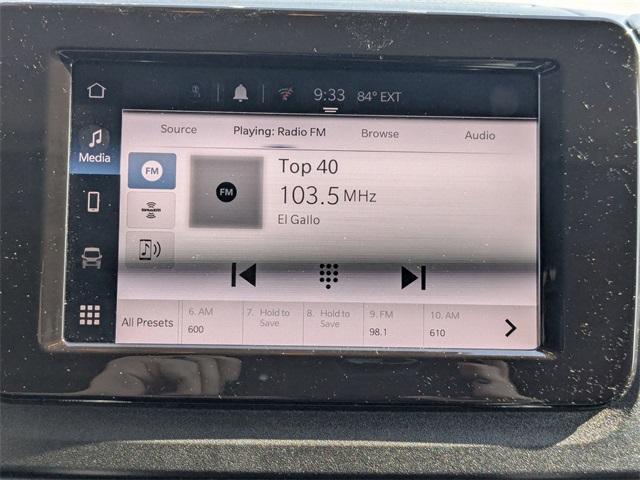 9:33 84° EXT
Source Playing: Radio FM Browse Audio
Media
FM
FM
Top 40
103.5 MHz
El Gallo
SiriusXM
All Presets
6. AM
600
7. Hold to
Save
8. Hold to
Save
9. FM
98.1
10. AM
610